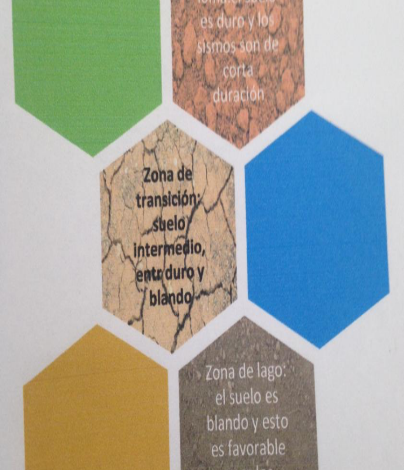 es duro y los
sismos son de
corta
duración
Zona de
transición:
suelo
intermedio,
entr duro y
blando
Zona de lago:
el suelo es
blando y esto
es favorable